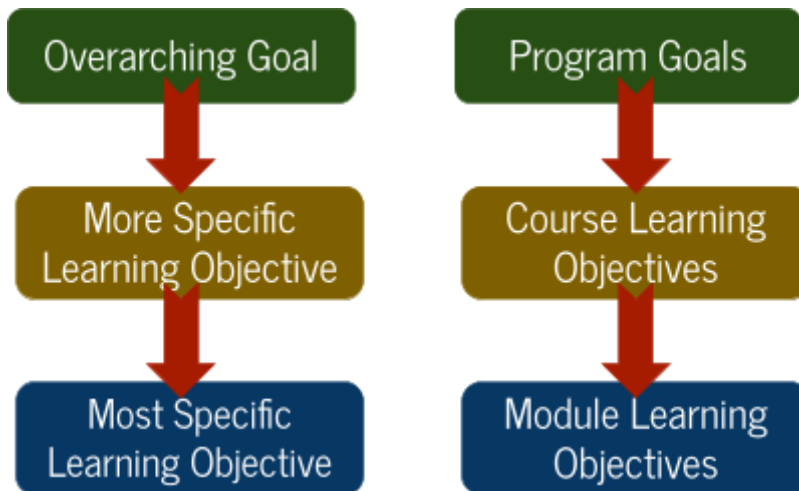 Overarching Goal
More Specific
Learning Objective
Most Specific
Learning Objective
Program Goals
Course Learning
Objectives
Module Learning
Objectives